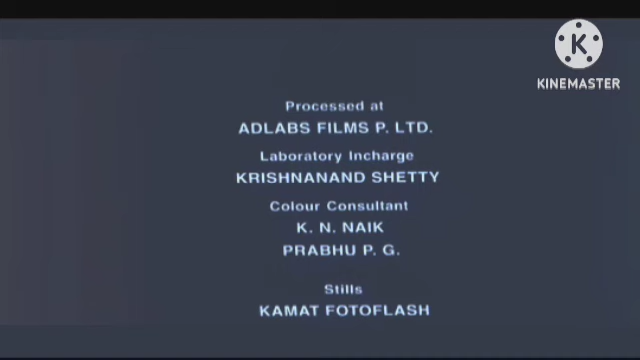 K
KINEMASTER
Processed at
ADLABS FILMS P. LTD.
Laboratory Incharge
KRISHNANAND SHETTY
Colour Consultant
K. N. NAIK
PRABHU P. G.
Stills
KAMAT FOTOFLASH